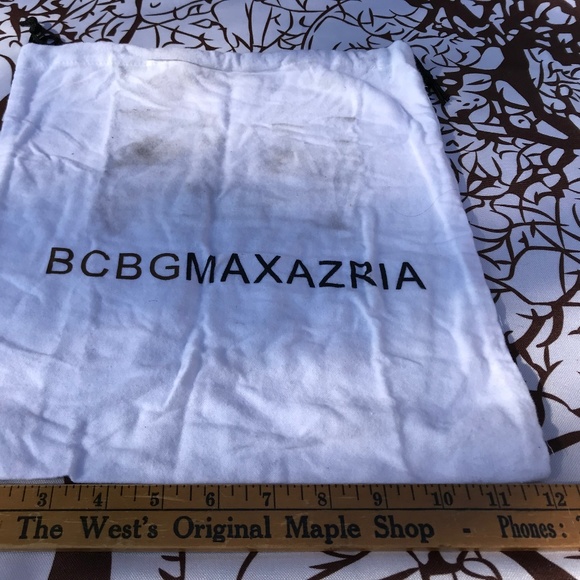 BCBGMAXAZRIA
3 4 5 6 7 8 9 10 11 12
The West's Original Maple Shop - Phones: